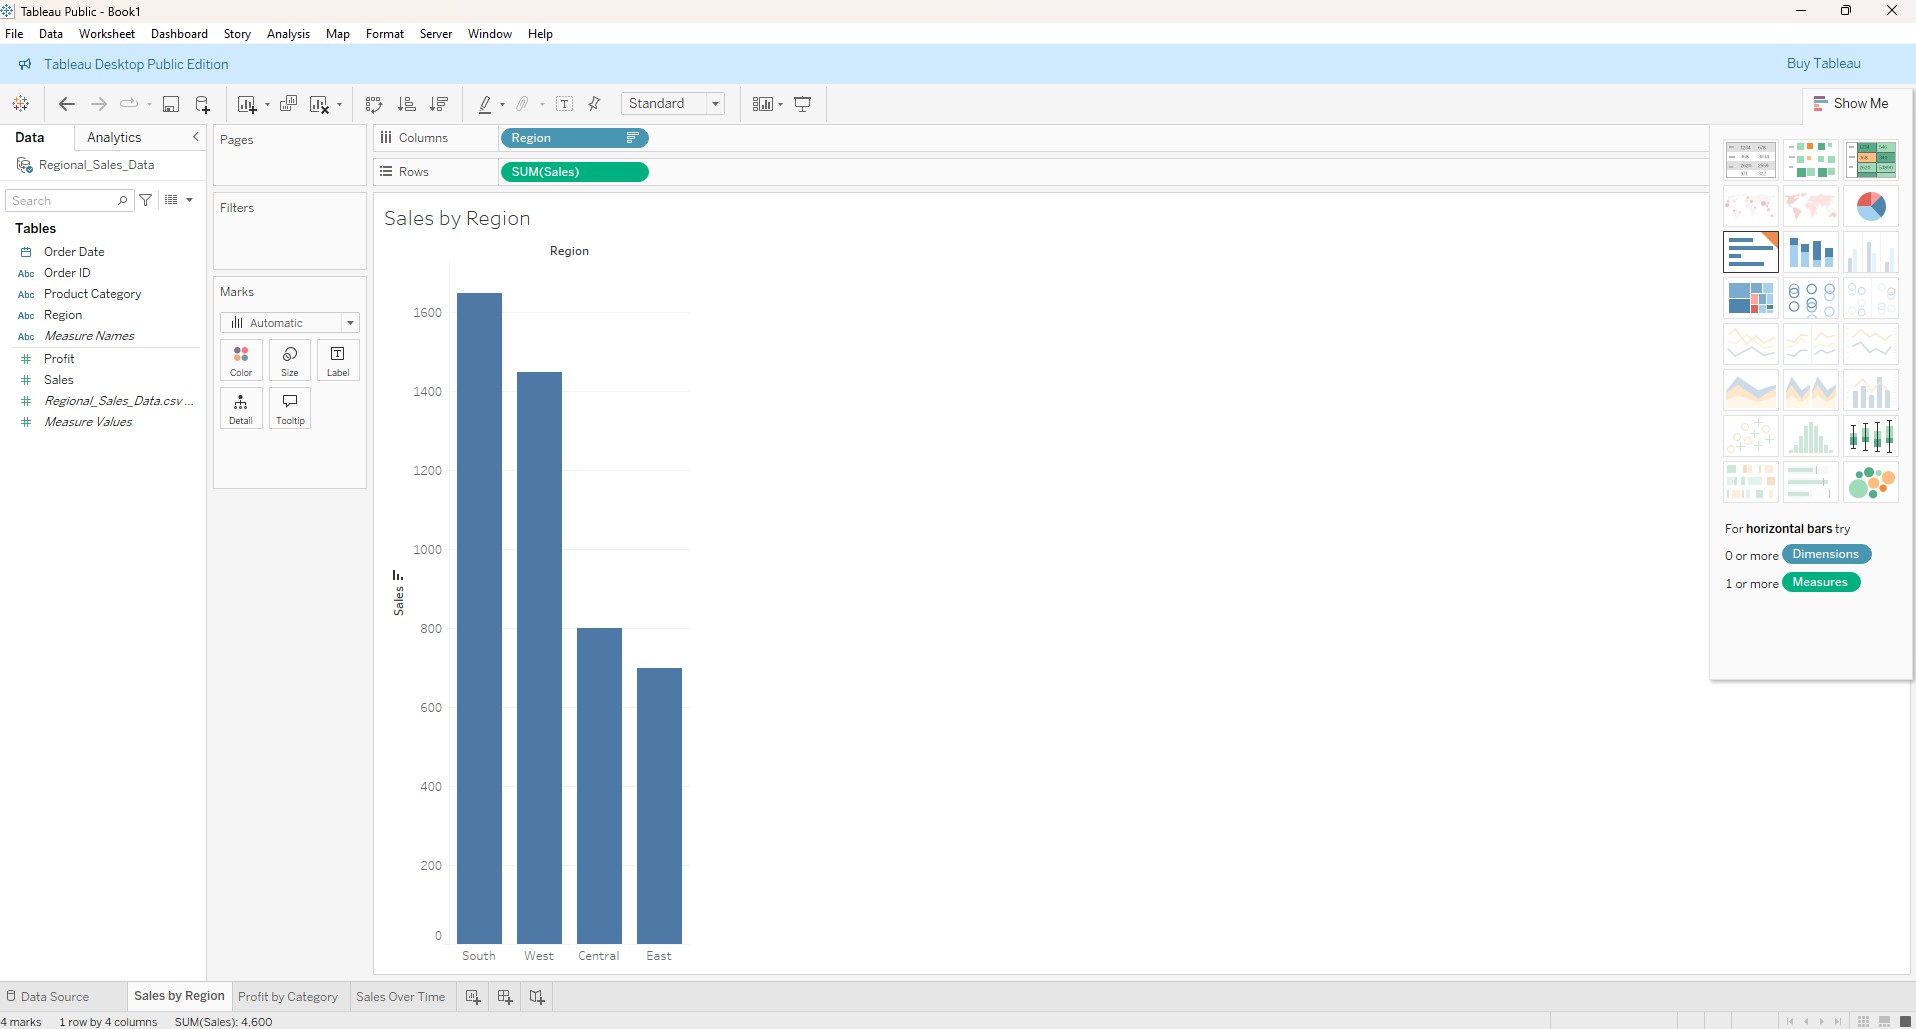 Tableau Public - Book1
File Data Worksheet Dashboard Story Analysis Map Format Server Window Help
Tableau Desktop Public Edition
Buy Tableau
Standard
Show Me
Data Analytics
Regional_Sales_Data
Search
Tables
Order Date
Abc Order ID
Abc Product Category
Abc Region
Abc Measure Names
Profit
Sales
Regional_Sales_Data.csv ...
Measure Values
Pages
Filters
Marks
Automatic
Color Size Label
Detail Tooltip
Columns Region
Rows SUM(Sales)
Sales by Region
Region
1600
1400
1200
1000
800
600
400
200
0
Sales
South West Central East
For horizontal bars try
0 or more Dimensions
1 or more Measures
Data Source Sales by Region Profit by Category Sales Over Time
4 marks 1 row by 4 columns SUM(Sales): 4,600